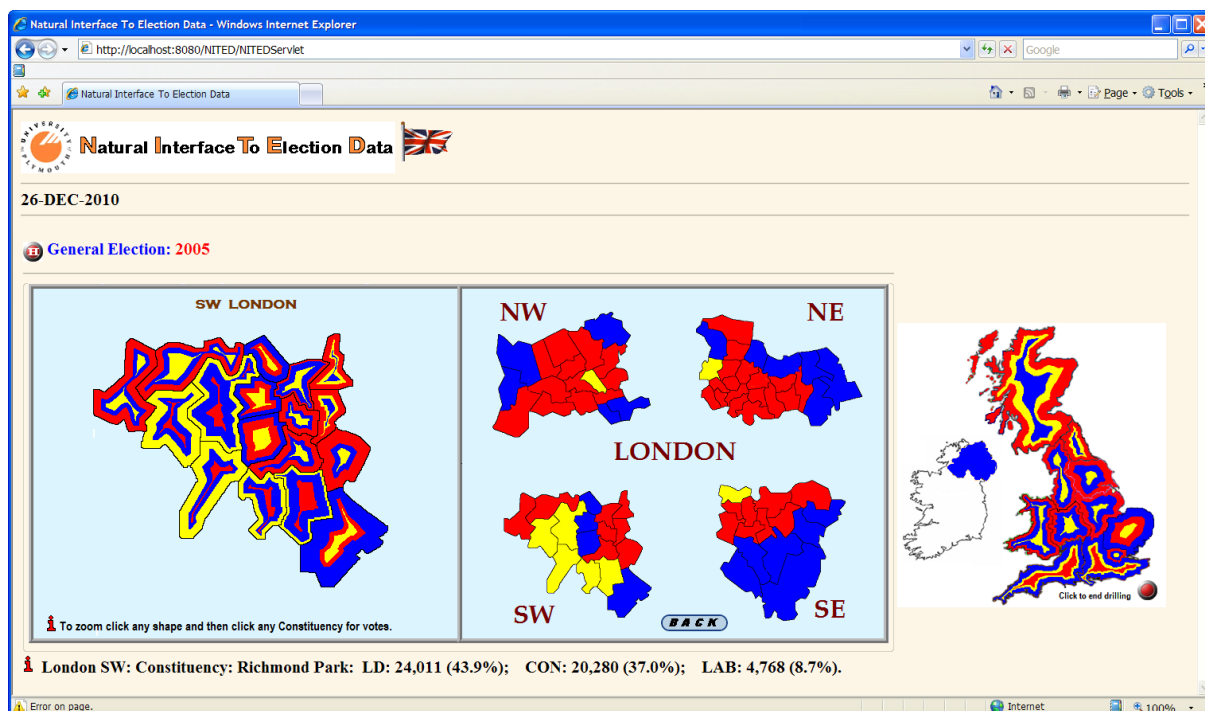 Natural Interface To Election Data - Windows Internet Explorer
http://localhost:8080/NITED/NITEDServlet
Google
Natural Interface To Election Data
Page
Tools
UNIVERSITY
PLYMOUTH
Natural Interface To Election Data
26-DEC-2010
H
General Election: 2005
SW LONDON
NW
NE
LONDON
SW
SE
BACK
Click to end drilling
i To zoom click any shape and then click any Constituency for votes.
i London SW: Constituency: Richmond Park: LD: 24,011 (43.9%); CON: 20,280 (37.0%); LAB: 4,768 (8.7%).
Error on page.
Internet
100%